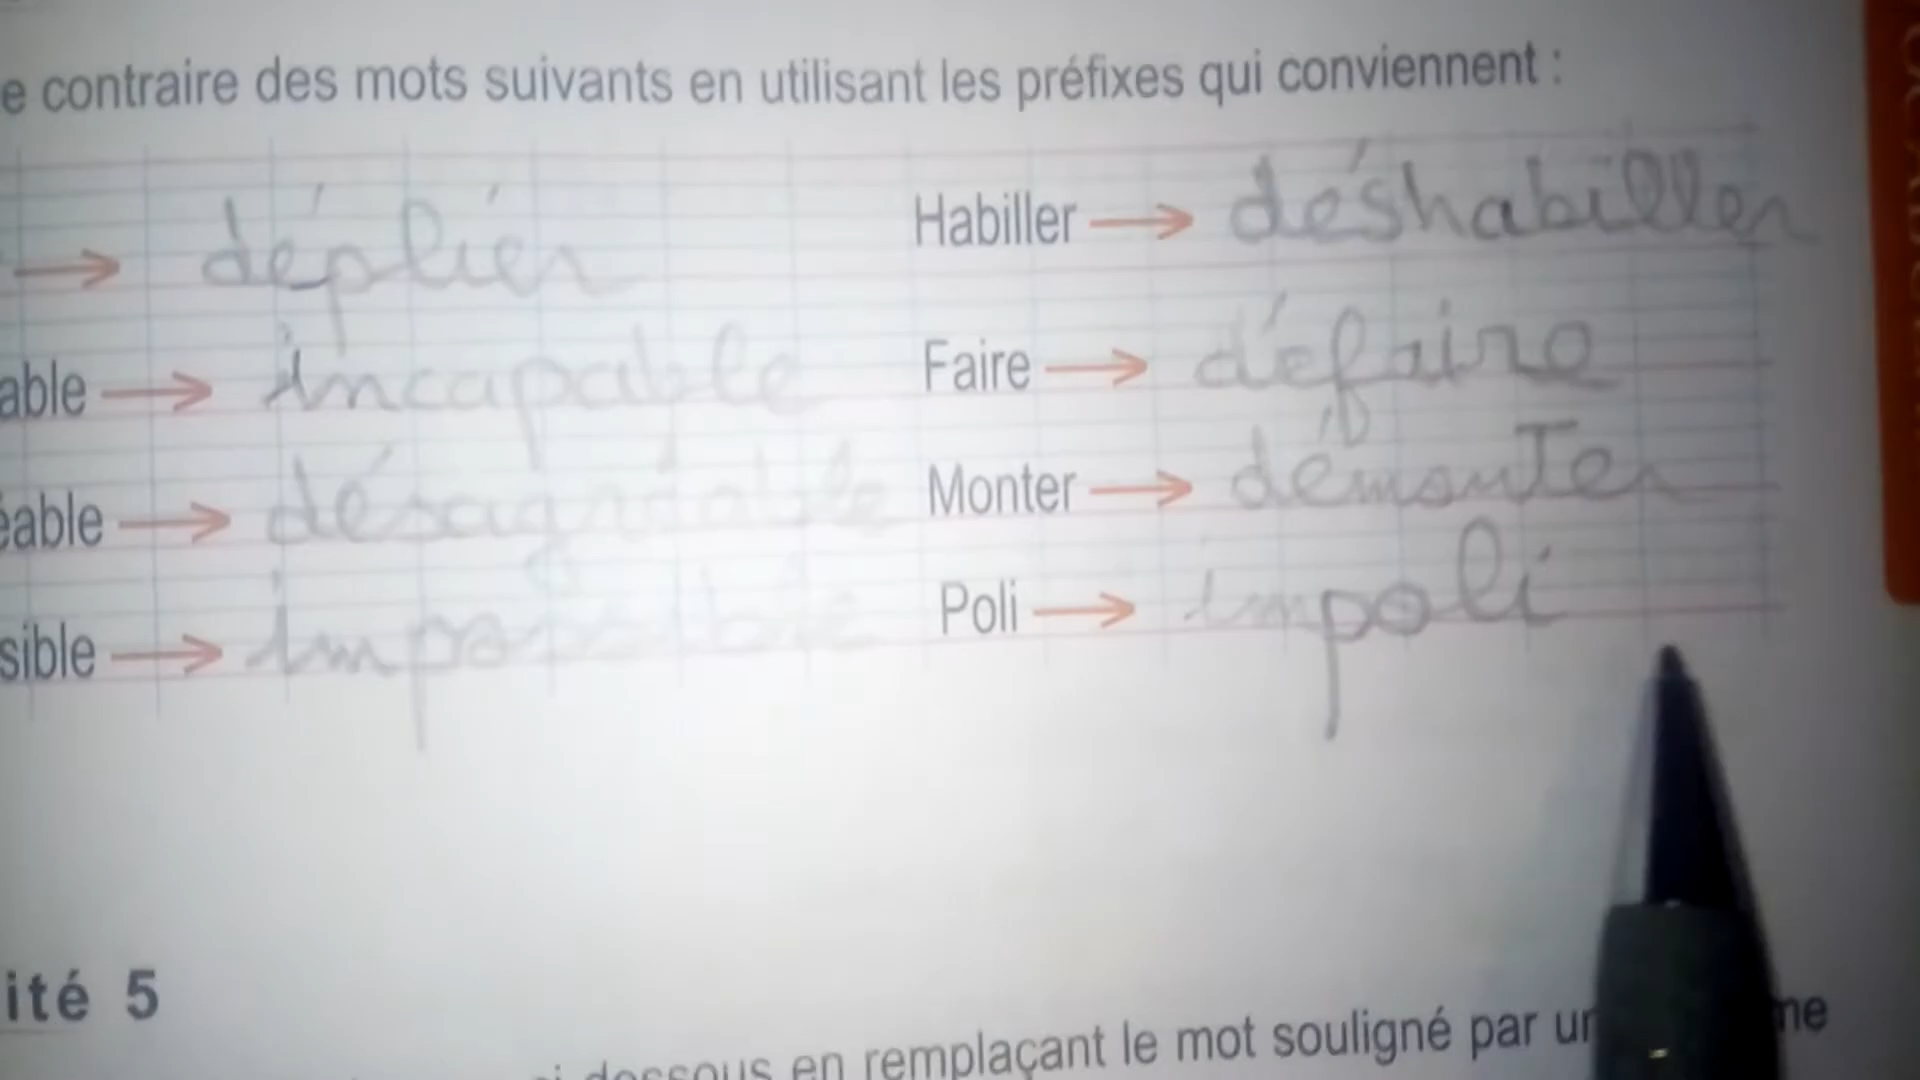 e contraire des mots suivants en utilisant les préfixes qui conviennent :
→ déplier
able → incapable
éable → désagréable
sible → impossible
Habiller → déshabiller
Faire → défaire
Monter → démonter
Poli → impoli
ité 5
dessous en remplaçant le mot souligné par un